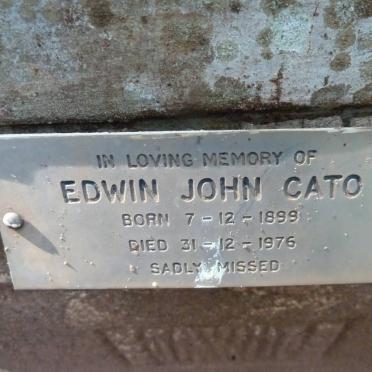 IN LOVING MEMORY OF
EDWIN JOHN CATO
BORN 7-12-1899
DIED 31-12-1976
SADLY MISSED